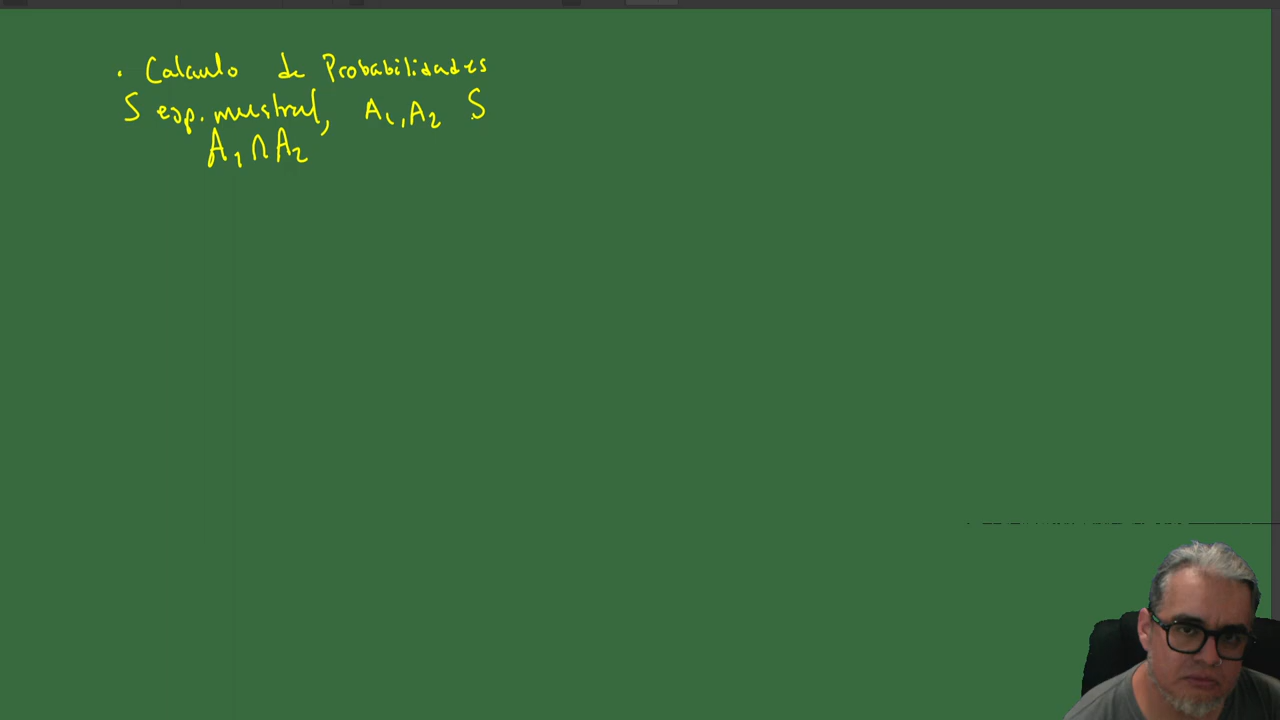 · Calculo de Probabilidades
S esp. muestral, A₁, A₂ S
A₁ ∩ A₂